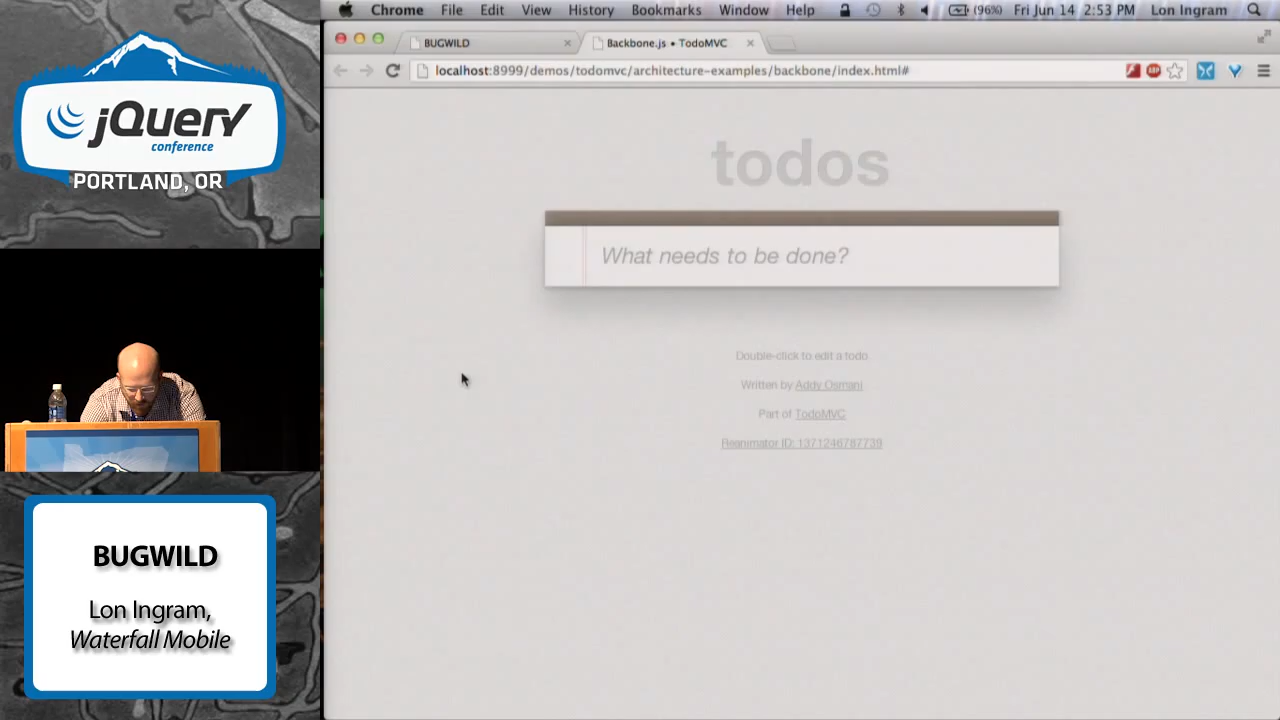 jQuery
conference
PORTLAND, OR
BUGWILD
Lon Ingram,
Waterfall Mobile
Chrome File Edit View History Bookmarks Window Help (96%) Fri Jun 14 2:53 PM Lon Ingram
BUGWILD
Backbone.js • TodoMVC
localhost:8999/demos/todomvc/architecture-examples/backbone/index.html#
ABP
todos
What needs to be done?
Double-click to edit a todo
Written by Addy Osmani
Part of TodoMVC
Reanimator ID: 1371246787739